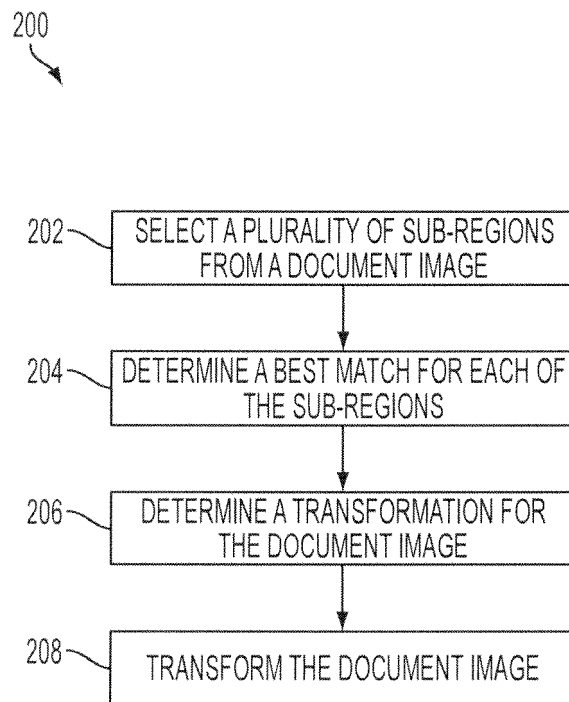 200
202
SELECT A PLURALITY OF SUB-REGIONS
FROM A DOCUMENT IMAGE
204
DETERMINE A BEST MATCH FOR EACH OF
THE SUB-REGIONS
206
DETERMINE A TRANSFORMATION FOR
THE DOCUMENT IMAGE
208
TRANSFORM THE DOCUMENT IMAGE